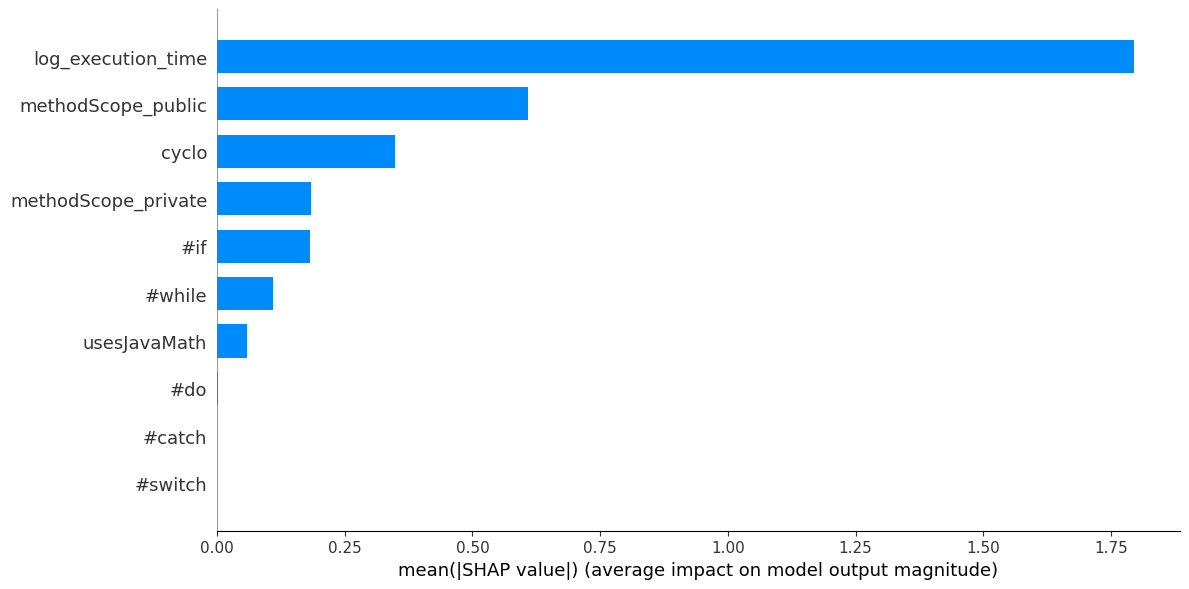 log_execution_time
methodScope_public
cyclo
methodScope_private
#if
#while
usesJavaMath
#do
#catch
#switch
0.00 0.25 0.50 0.75 1.00 1.25 1.50 1.75
mean(|SHAP value|) (average impact on model output magnitude)